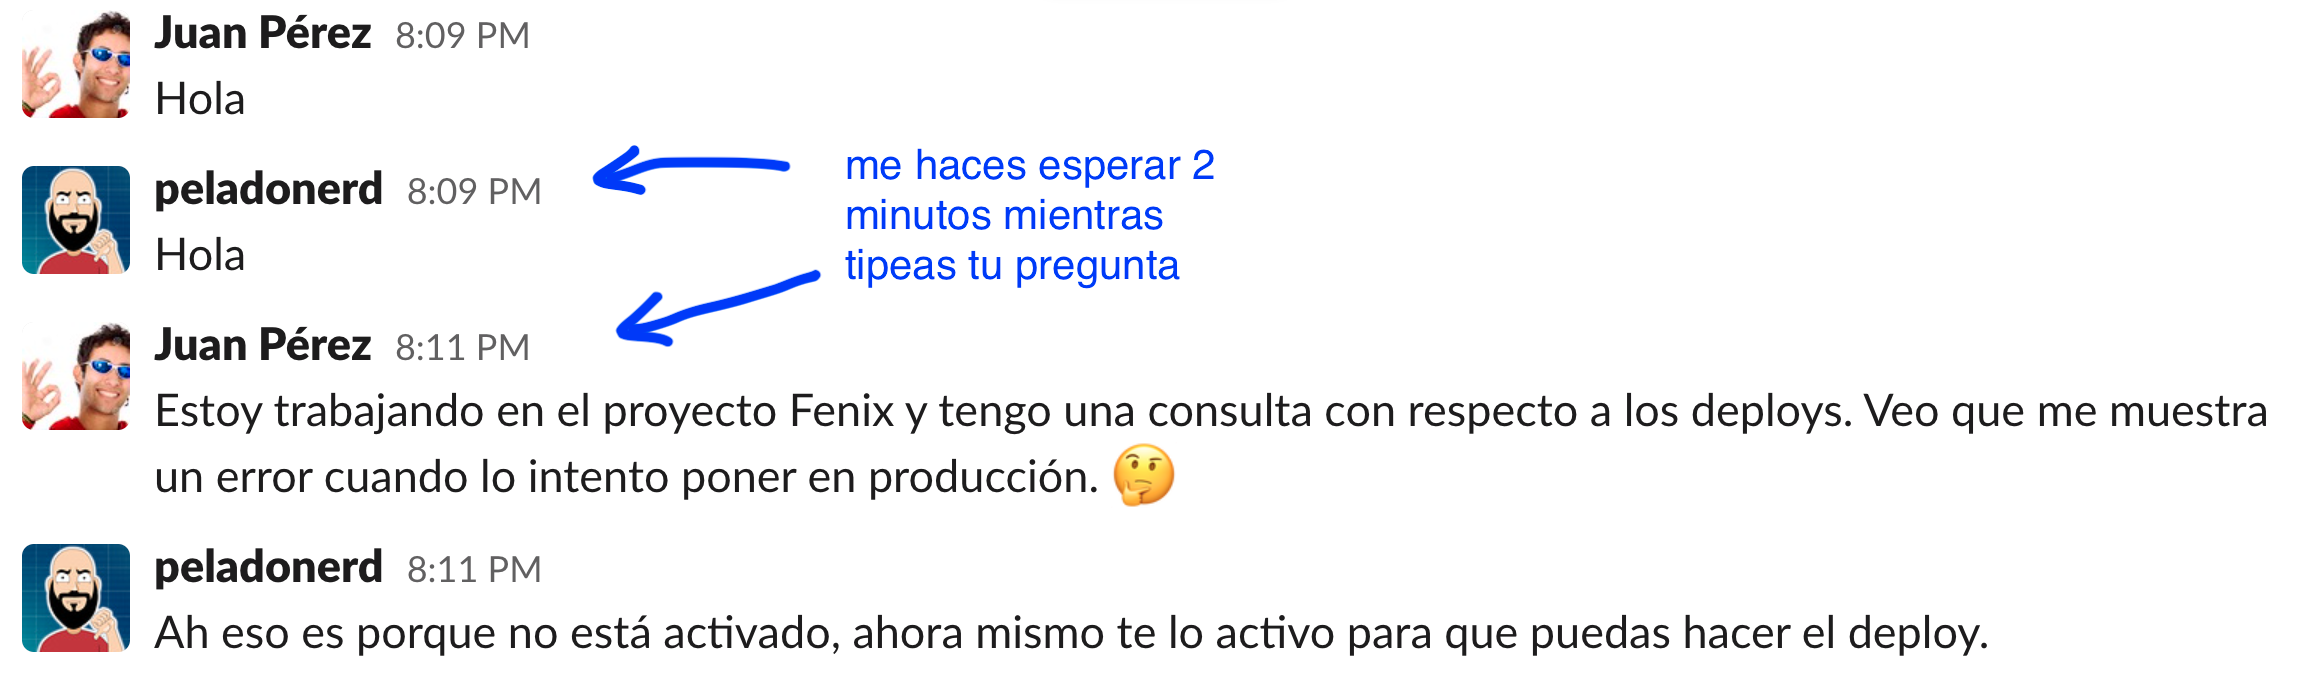 Juan Pérez 8:09 PM
Hola
peladonerd 8:09 PM
Hola
me haces esperar 2
minutos mientras
tipeas tu pregunta
Juan Pérez 8:11 PM
Estoy trabajando en el proyecto Fenix y tengo una consulta con respecto a los deploys. Veo que me muestra
un error cuando lo intento poner en producción. 🤔
peladonerd 8:11 PM
Ah eso es porque no está activado, ahora mismo te lo activo para que puedas hacer el deploy.